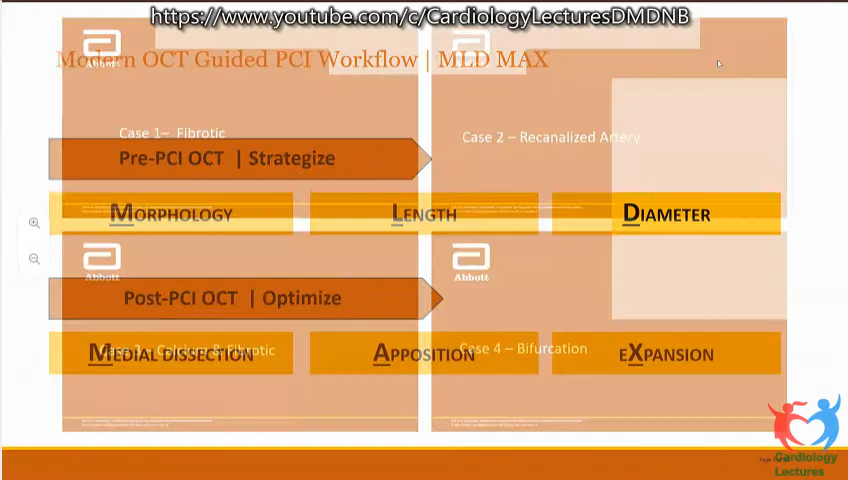 https://www.youtube.com/c/CardiologyLecturesDMDNB
Modern OCT Guided PCI Workflow | MLD MAX
Abbott
Case 1– Fibrotic
Case 2 – Recanalized Artery
Pre-PCI OCT | Strategize
MORPHOLOGY
LENGTH
DIAMETER
Abbott
Abbott
Post-PCI OCT | Optimize
Case 3 – Calcium & Fibrotic
Case 4 – Bifurcation
MEDIAL DISSECTION
APPOSITION
EXPANSION
Cardiology
Lectures